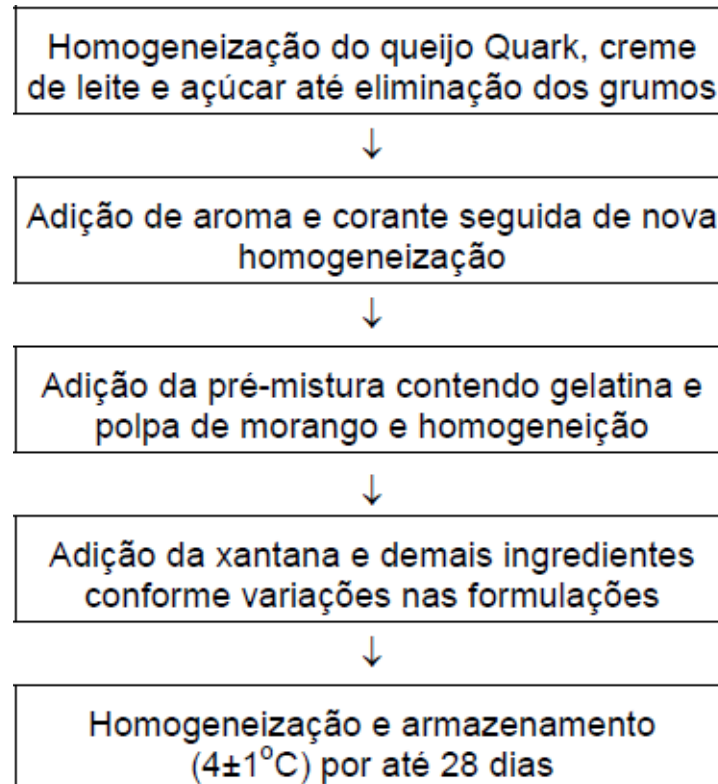 Homogeneização do queijo Quark, creme
de leite e açúcar até eliminação dos grumos
↓
Adição de aroma e corante seguida de nova
homogeneização
↓
Adição da pré-mistura contendo gelatina e
polpa de morango e homogeneição
↓
Adição da xantana e demais ingredientes
conforme variações nas formulações
↓
Homogeneização e armazenamento
(4±1°C) por até 28 dias